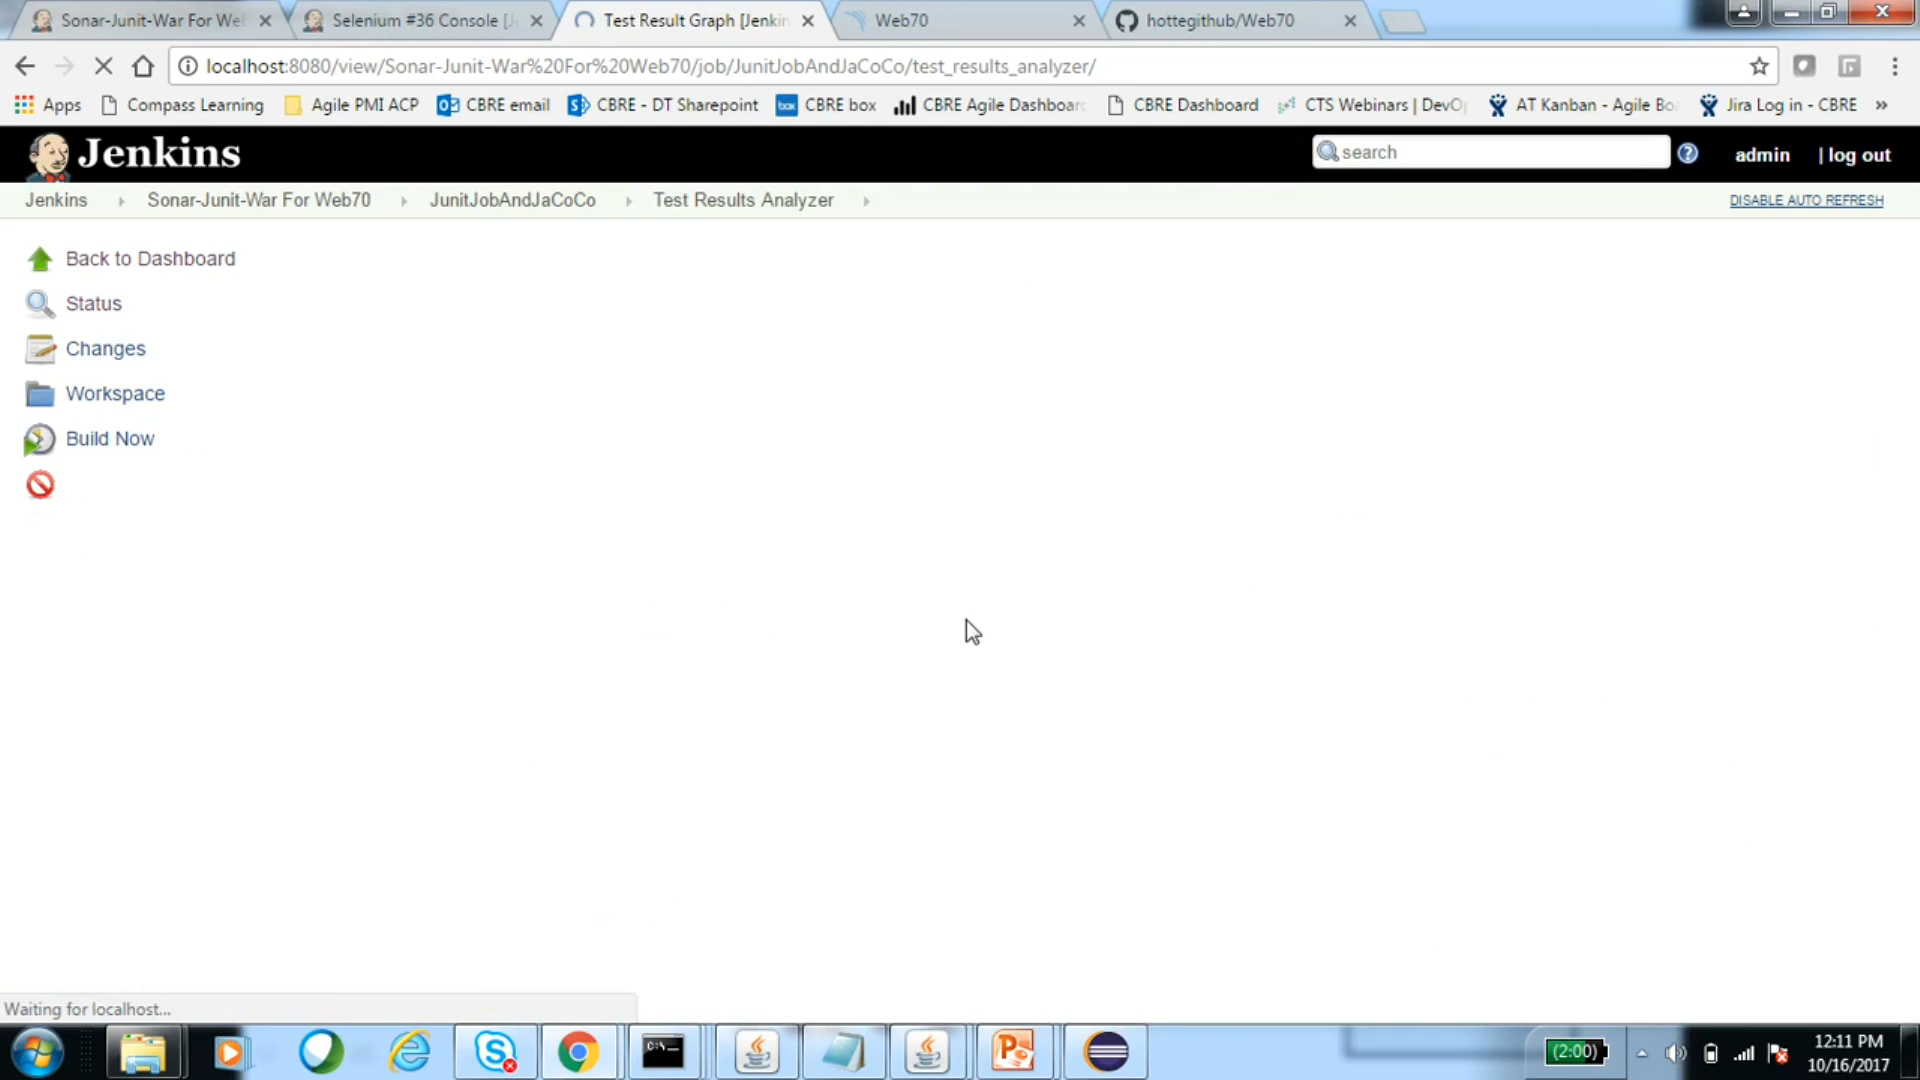 Sonar-Junit-War For We
Selenium #36 Console [J
Test Result Graph [Jenkin
Web70
hottegithub/Web70
localhost:8080/view/Sonar-Junit-War%20For%20Web70/job/JunitJobAndJaCoCo/test_results_analyzer/
Apps
Compass Learning
Agile PMI ACP
CBRE email
CBRE - DT Sharepoint
CBRE box
CBRE Agile Dashboar
CBRE Dashboard
CTS Webinars | DevO
AT Kanban - Agile Bo
Jira Log in - CBRE
»
Jenkins
search
admin
| log out
Jenkins
Sonar-Junit-War For Web70
JunitJobAndJaCoCo
Test Results Analyzer
DISABLE AUTO REFRESH
Back to Dashboard
Status
Changes
Workspace
Build Now
Waiting for localhost...
(2:00)
12:11 PM
10/16/2017